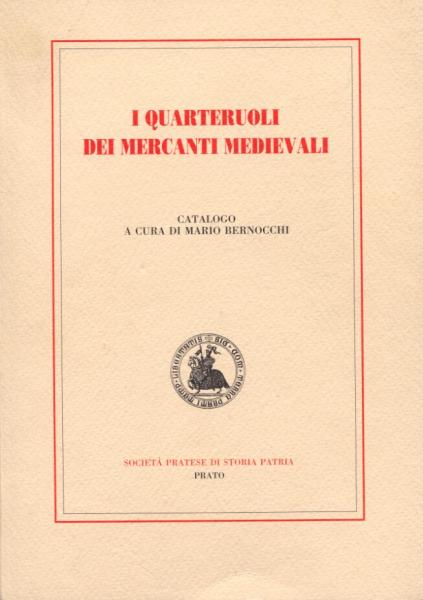 I QUARTERUOLI
DEI MERCANTI MEDIEVALI
CATALOGO
A CURA DI MARIO BERNOCCHI
SOCIETÀ PRATESE DI STORIA PATRIA
PRATO